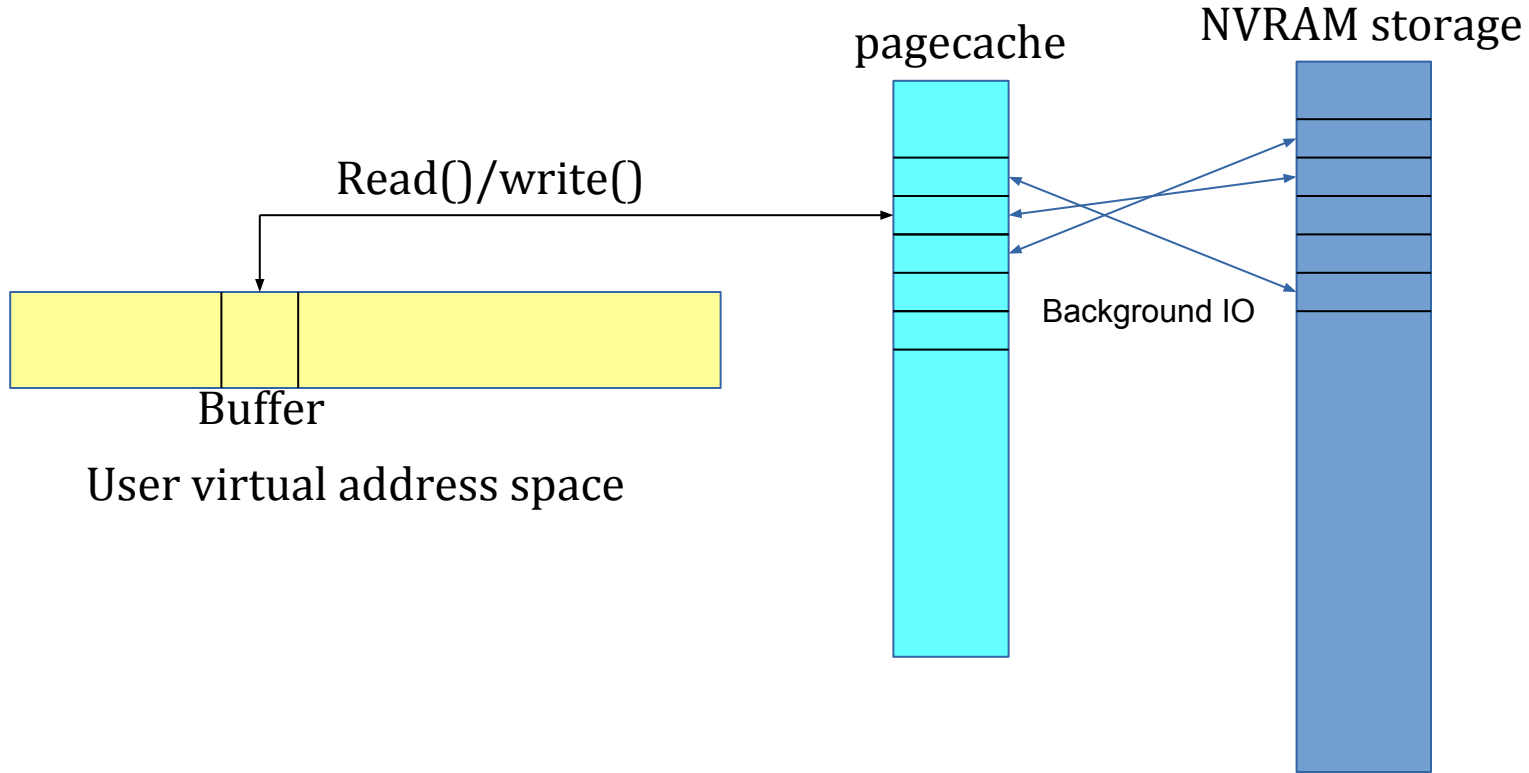 NVRAM storage
pagecache
Read()/write()
Background IO
Buffer
User virtual address space